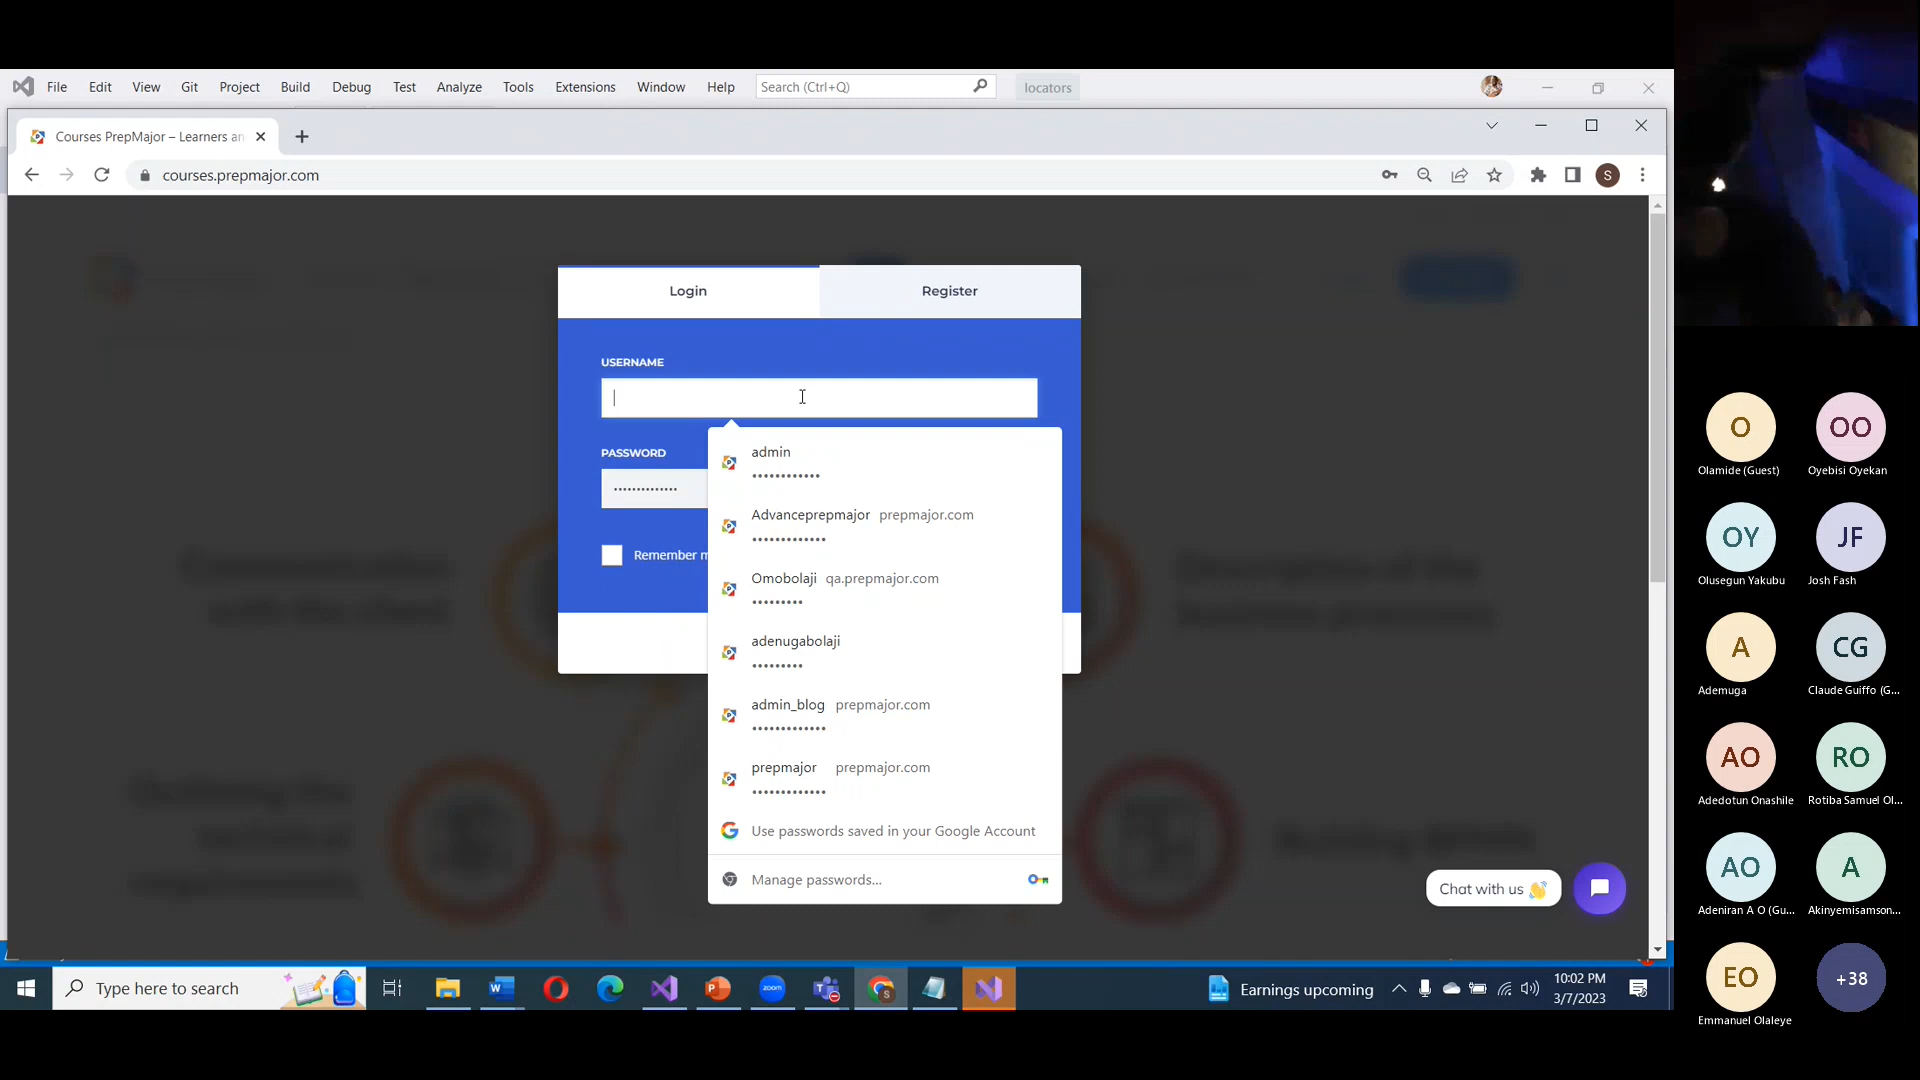 File Edit View Git Project Build Debug Test Analyze Tools Extensions Window Help Search (Ctrl+Q) locators
Courses PrepMajor – Learners an
courses.prepmajor.com
S
Login Register
USERNAME
PASSWORD
Remember m
admin
Advanceprepmajor prepmajor.com
Omobolaji qa.prepmajor.com
adenugabolaji
admin_blog prepmajor.com
prepmajor prepmajor.com
Use passwords saved in your Google Account
Manage passwords...
Chat with us
Type here to search
zoom
Earnings upcoming
10:02 PM
3/7/2023
O OO
Olamide (Guest) Oyebisi Oyekan
OY JF
Olusegun Yakubu Josh Fash
A CG
Ademuga Claude Guiffo (G...
AO RO
Adedotun Onashile Rotiba Samuel Ol...
AO A
Adeniran A O (Gu... Akinyemisamson...
EO +38
Emmanuel Olaleye